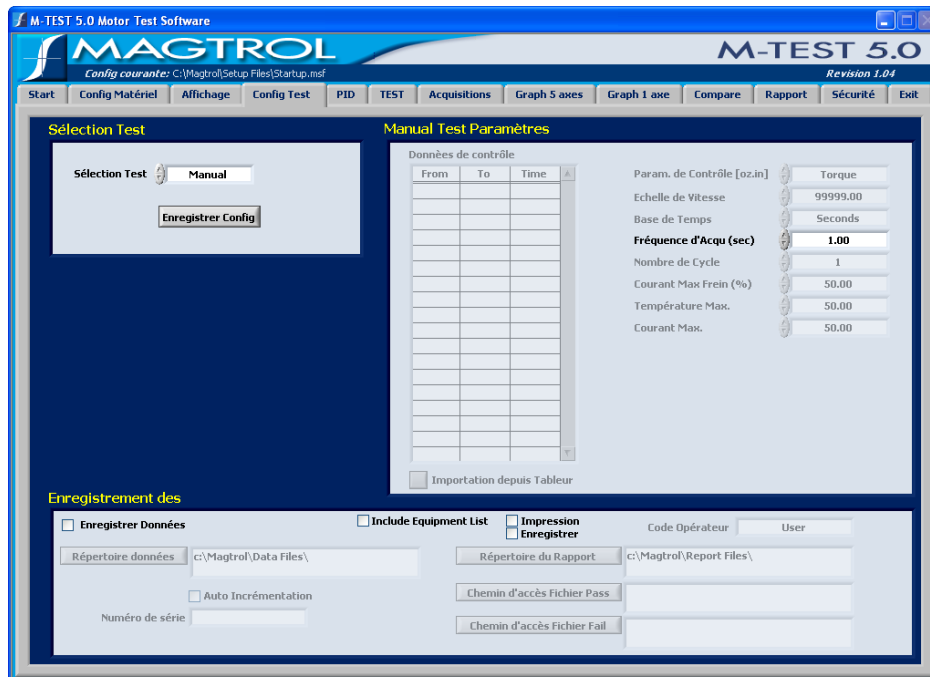 M-TEST 5.0 Motor Test Software
MAGTROL
M-TEST 5.0
Config courante: C:\Magtrol\Setup Files\Startup.msf
Revision 1.04
Start Config Matériel Affichage Config Test PID TEST Acquisitions Graph 5 axes Graph 1 axe Compare Rapport Sécurité Exit
Sélection Test
Sélection Test Manual
Enregistrer Config
Manual Test Paramètres
Données de contrôle
From To Time
Importation depuis Tableur
Param. de Contrôle [oz.in] Torque
Echelle de Vitesse 99999.00
Base de Temps Seconds
Fréquence d'Acqu (sec) 1.00
Nombre de Cycle 1
Courant Max Frein (%) 50.00
Température Max. 50.00
Courant Max. 50.00
Enregistrement des
Enregistrer Données
Répertoire données c:\Magtrol\Data Files\
Auto Incrémentation
Numéro de série
Include Equipment List
Impression
Enregistrer
Code Opérateur User
Répertoire du Rapport c:\Magtrol\Report Files\
Chemin d'accès Fichier Pass
Chemin d'accès Fichier Fail